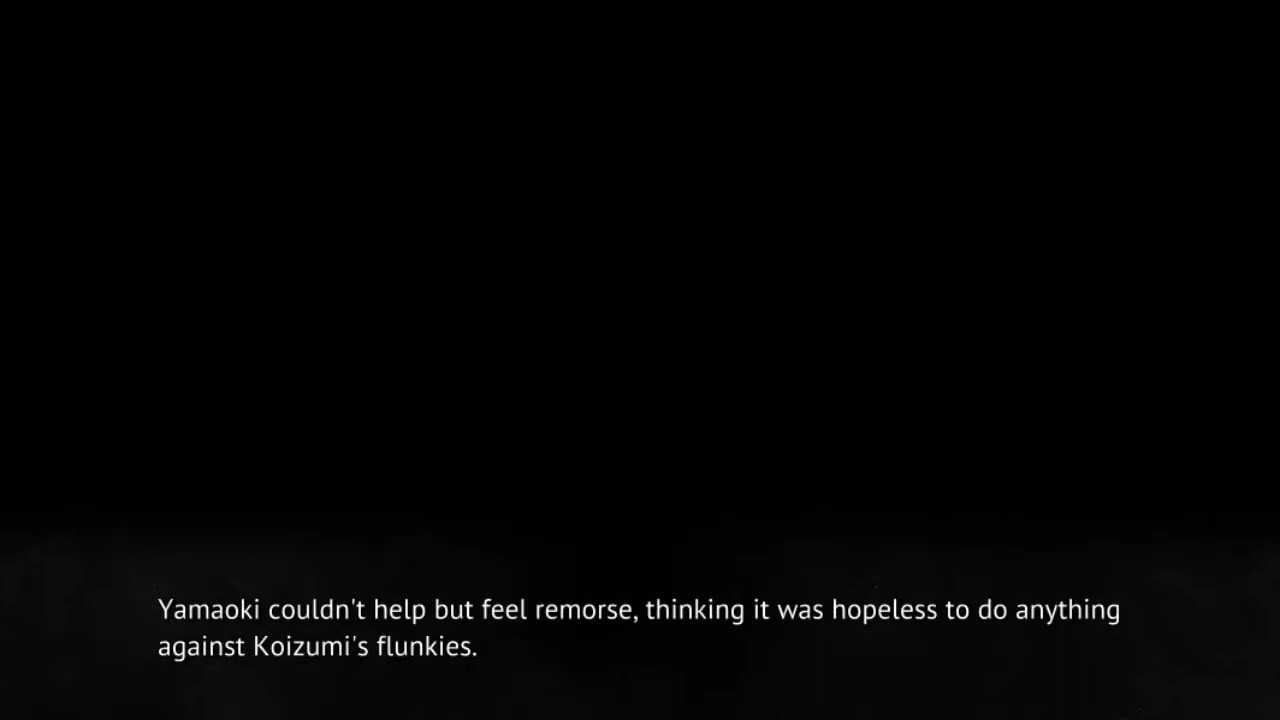 Yamaoki couldn't help but feel remorse, thinking it was hopeless to do anything
against Koizumi's flunkies.